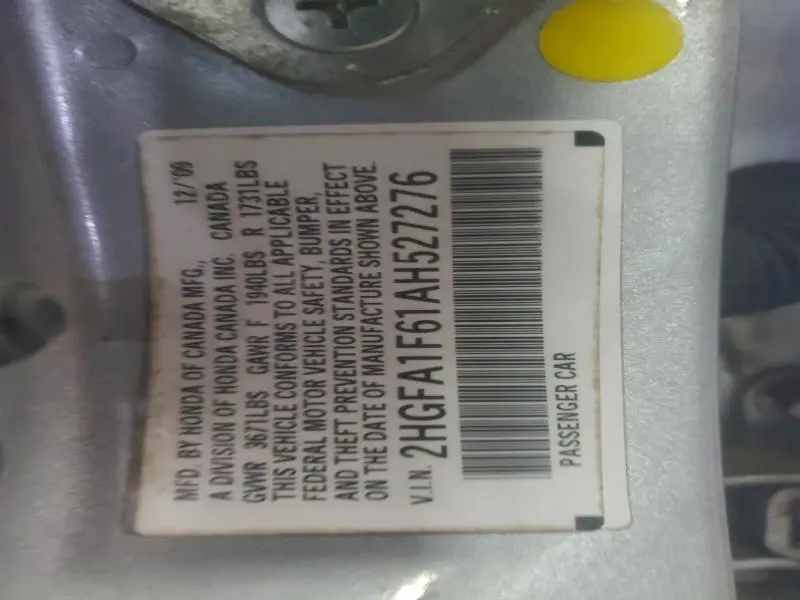 MFD. BY HONDA OF CANADA MFG., 12/'09
A DIVISION OF HONDA CANADA INC. CANADA
GVWR 3671LBS GAWR F 1940LBS R 1731LBS
THIS VEHICLE CONFORMS TO ALL APPLICABLE
FEDERAL MOTOR VEHICLE SAFETY, BUMPER,
AND THEFT PREVENTION STANDARDS IN EFFECT
ON THE DATE OF MANUFACTURE SHOWN ABOVE.
V.I.N. 2HGFA1F61AH527276
PASSENGER CAR